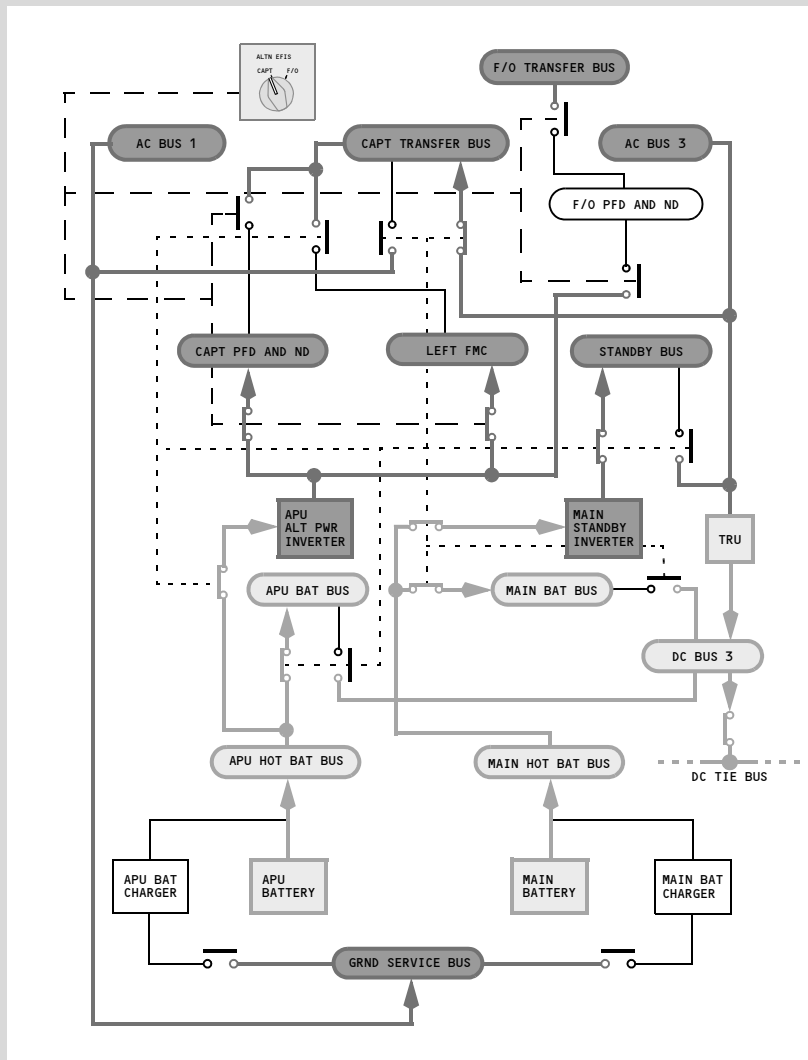 ALTN EFIS
CAPT F/O
F/O TRANSFER BUS
AC BUS 1
CAPT TRANSFER BUS
AC BUS 3
F/O PFD AND ND
CAPT PFD AND ND
LEFT FMC
STANDBY BUS
APU
ALT PWR
INVERTER
MAIN
STANDBY
INVERTER
TRU
APU BAT BUS
MAIN BAT BUS
DC BUS 3
APU HOT BAT BUS
MAIN HOT BAT BUS
DC TIE BUS
APU BAT
CHARGER
APU
BATTERY
MAIN
BATTERY
MAIN BAT
CHARGER
GRND SERVICE BUS